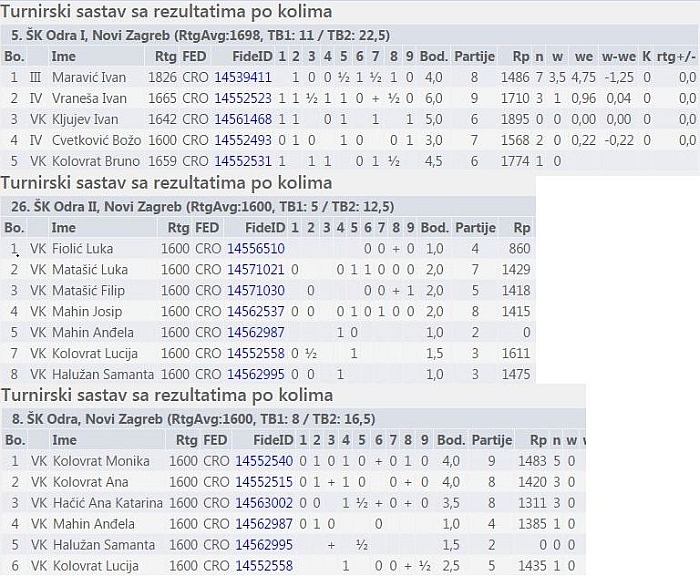 Turnirski sastav sa rezultatima po kolima
5. ŠK Odra I, Novi Zagreb (RtgAvg:1698, TB1: 11 / TB2: 22,5)
Bo. Ime Rtg FED FideID 1 2 3 4 5 6 7 8 9 Bod. Partije Rp n w we w-we K rtg+/-
1 III Maravić Ivan 1826 CRO 14539411 1 0 0 ½ 1 ½ 1 0 4,0 8 1486 7 3,5 4,75 -1,25 0 0,0
2 IV Vraneša Ivan 1665 CRO 14552523 1 1 ½ 1 1 0 + ½ 0 6,0 9 1710 3 1 0,96 0,04 0 0,0
3 VK Kljujev Ivan 1642 CRO 14561468 1 1 0 1 1 1 5,0 6 1895 0 0 0,00 0,00 0 0,0
4 IV Cvetković Božo 1600 CRO 14552493 0 1 0 1 0 0 1 3,0 7 1568 2 0 0,22 -0,22 0 0,0
5 VK Kolovrat Bruno 1659 CRO 14552531 1 1 1 0 1 ½ 4,5 6 1774 1 0
Turnirski sastav sa rezultatima po kolima
26. ŠK Odra II, Novi Zagreb (RtgAvg:1600, TB1: 5 / TB2: 12,5)
Bo. Ime Rtg FED FideID 1 2 3 4 5 6 7 8 9 Bod. Partije Rp
1 VK Fiolić Luka 1600 CRO 14556510 0 0 + 0 1,0 4 860
2 VK Matašić Luka 1600 CRO 14571021 0 0 1 1 0 0 0 2,0 7 1429
3 VK Matašić Filip 1600 CRO 14571030 0 0 0 + 1 2,0 5 1418
4 VK Mahin Josip 1600 CRO 14562537 0 0 0 1 0 1 0 0 2,0 8 1415
5 VK Mahin Anđela 1600 CRO 14562987 1 0 1,0 2 0
7 VK Kolovrat Lucija 1600 CRO 14552558 0 ½ 1 1,5 3 1611
8 VK Halužan Samanta 1600 CRO 14562995 0 0 1 1,0 3 1475
Turnirski sastav sa rezultatima po kolima
8. ŠK Odra, Novi Zagreb (RtgAvg:1600, TB1: 8 / TB2: 16,5)
Bo. Ime Rtg FED FideID 1 2 3 4 5 6 7 8 9 Bod. Partije Rp n w
1 VK Kolovrat Monika 1600 CRO 14552540 0 1 0 1 0 + 0 1 0 4,0 9 1483 5 0
2 VK Kolovrat Ana 1600 CRO 14552515 0 1 + 1 0 0 + 0 4,0 8 1420 3 0
3 VK Hačić Ana Katarina 1600 CRO 14563002 0 0 1 ½ + 0 + 0 3,5 8 1311 3 0
4 VK Mahin Anđela 1600 CRO 14562987 0 1 0 0 1,0 4 1385 1 0
5 VK Halužan Samanta 1600 CRO 14562995 + ½ 1,5 2 0 0 0
6 VK Kolovrat Lucija 1600 CRO 14552558 1 0 0 + ½ 2,5 5 1435 1 0